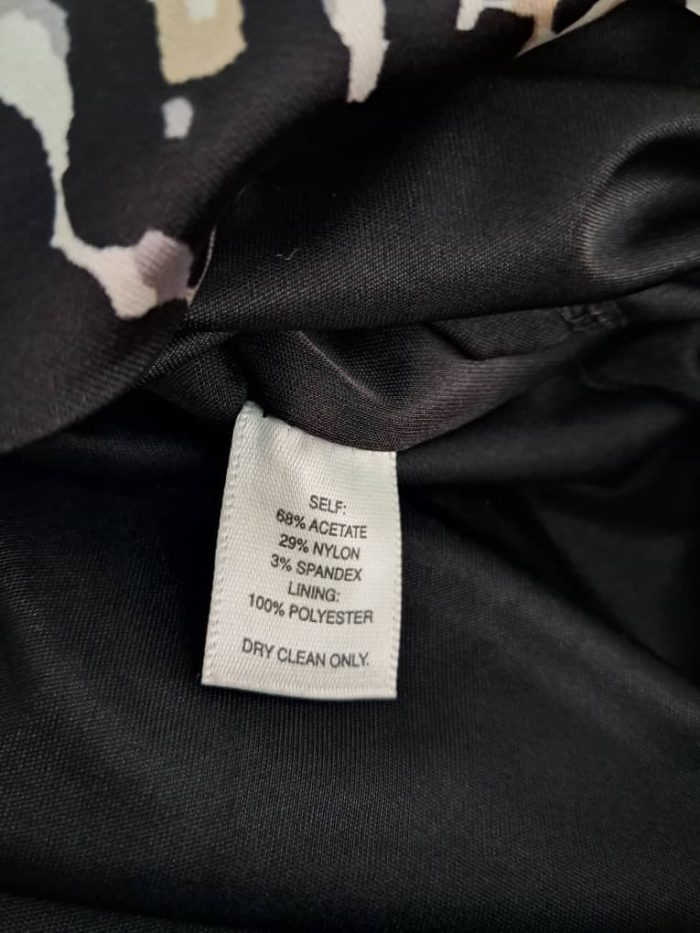 SELF:
68% ACETATE
29% NYLON
3% SPANDEX
LINING:
100% POLYESTER
DRY CLEAN ONLY.